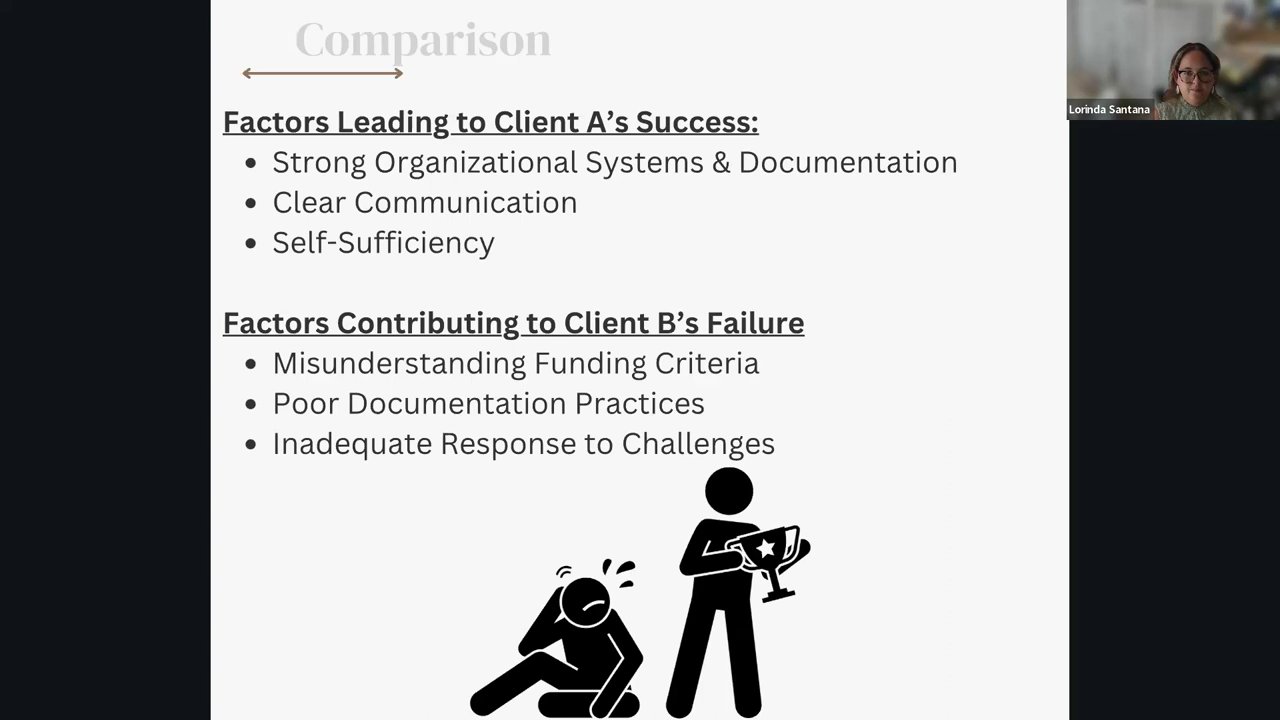 Comparison
Lorinda Santana
Factors Leading to Client A’s Success:
• Strong Organizational Systems & Documentation
• Clear Communication
• Self-Sufficiency
Factors Contributing to Client B’s Failure
• Misunderstanding Funding Criteria
• Poor Documentation Practices
• Inadequate Response to Challenges